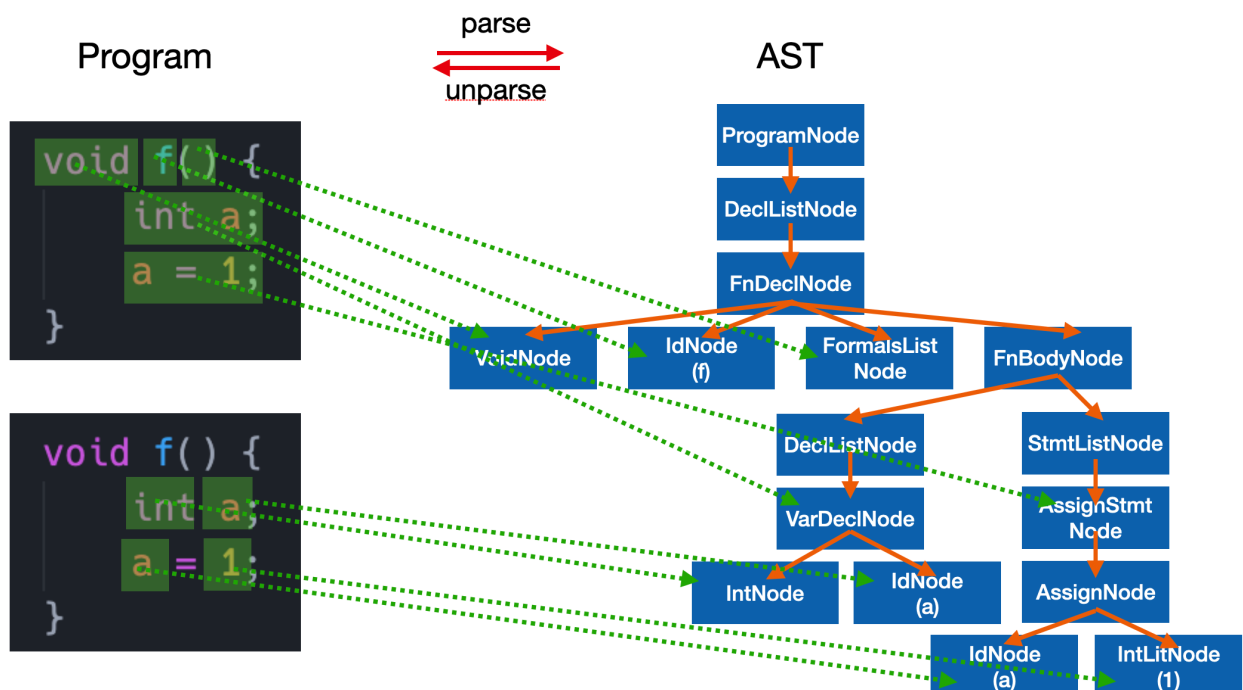 parse
Program
AST
unparse
void f() {
int a;
a = 1;
}
void f() {
int a;
a = 1;
}
ProgramNode
DeclListNode
FnDeclNode
VoidNode
IdNode
(f)
FormalsList
Node
FnBodyNode
DeclListNode
StmtListNode
VarDeclNode
AssignStmt
Node
IntNode
IdNode
(a)
AssignNode
IdNode
(a)
IntLitNode
(1)